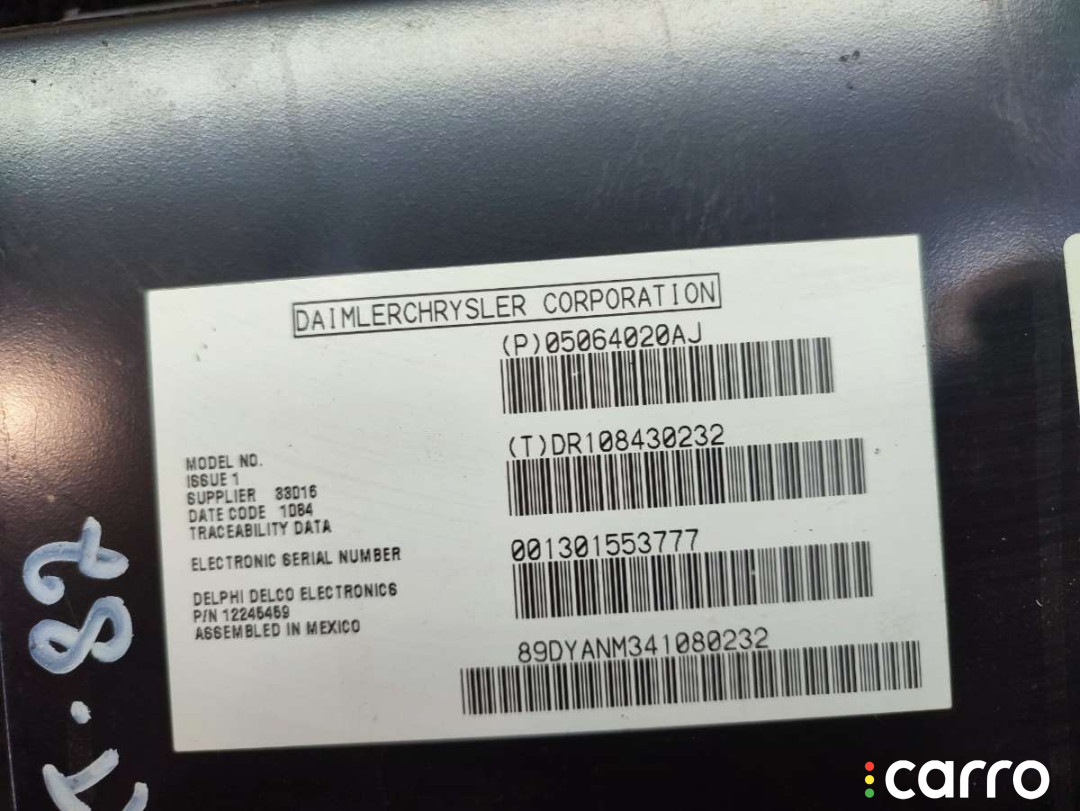 DAIMLERCHRYSLER CORPORATION
(P)05064020AJ
(T)DR108430232
MODEL NO.
ISSUE 1
SUPPLIER 33016
DATE CODE 1084
TRACEABILITY DATA
ELECTRONIC SERIAL NUMBER
001301553777
DELPHI DELCO ELECTRONICS
P/N 12245459
ASSEMBLED IN MEXICO
89DYANM341080232
carro